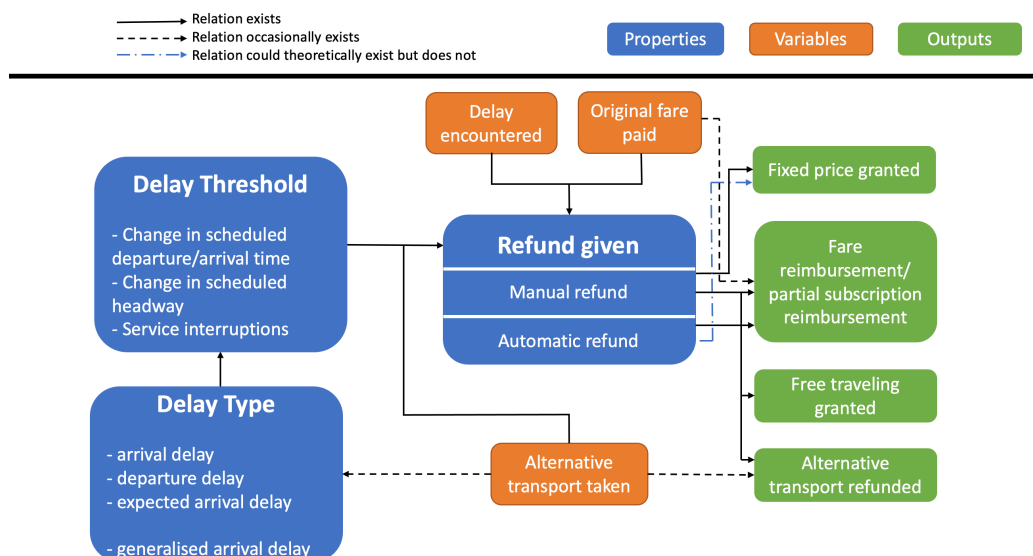 Relation exists
Relation occasionally exists
Relation could theoretically exist but does not
Properties
Variables
Outputs
Delay
encountered
Original fare
paid
Delay Threshold
- Change in scheduled
departure/arrival time
- Change in scheduled
headway
- Service interruptions
Refund given
Manual refund
Automatic refund
Fixed price granted
Fare
reimbursement/
partial subscription
reimbursement
Free traveling
granted
Alternative
transport refunded
Alternative
transport taken
Delay Type
- arrival delay
- departure delay
- expected arrival delay
- generalised arrival delay